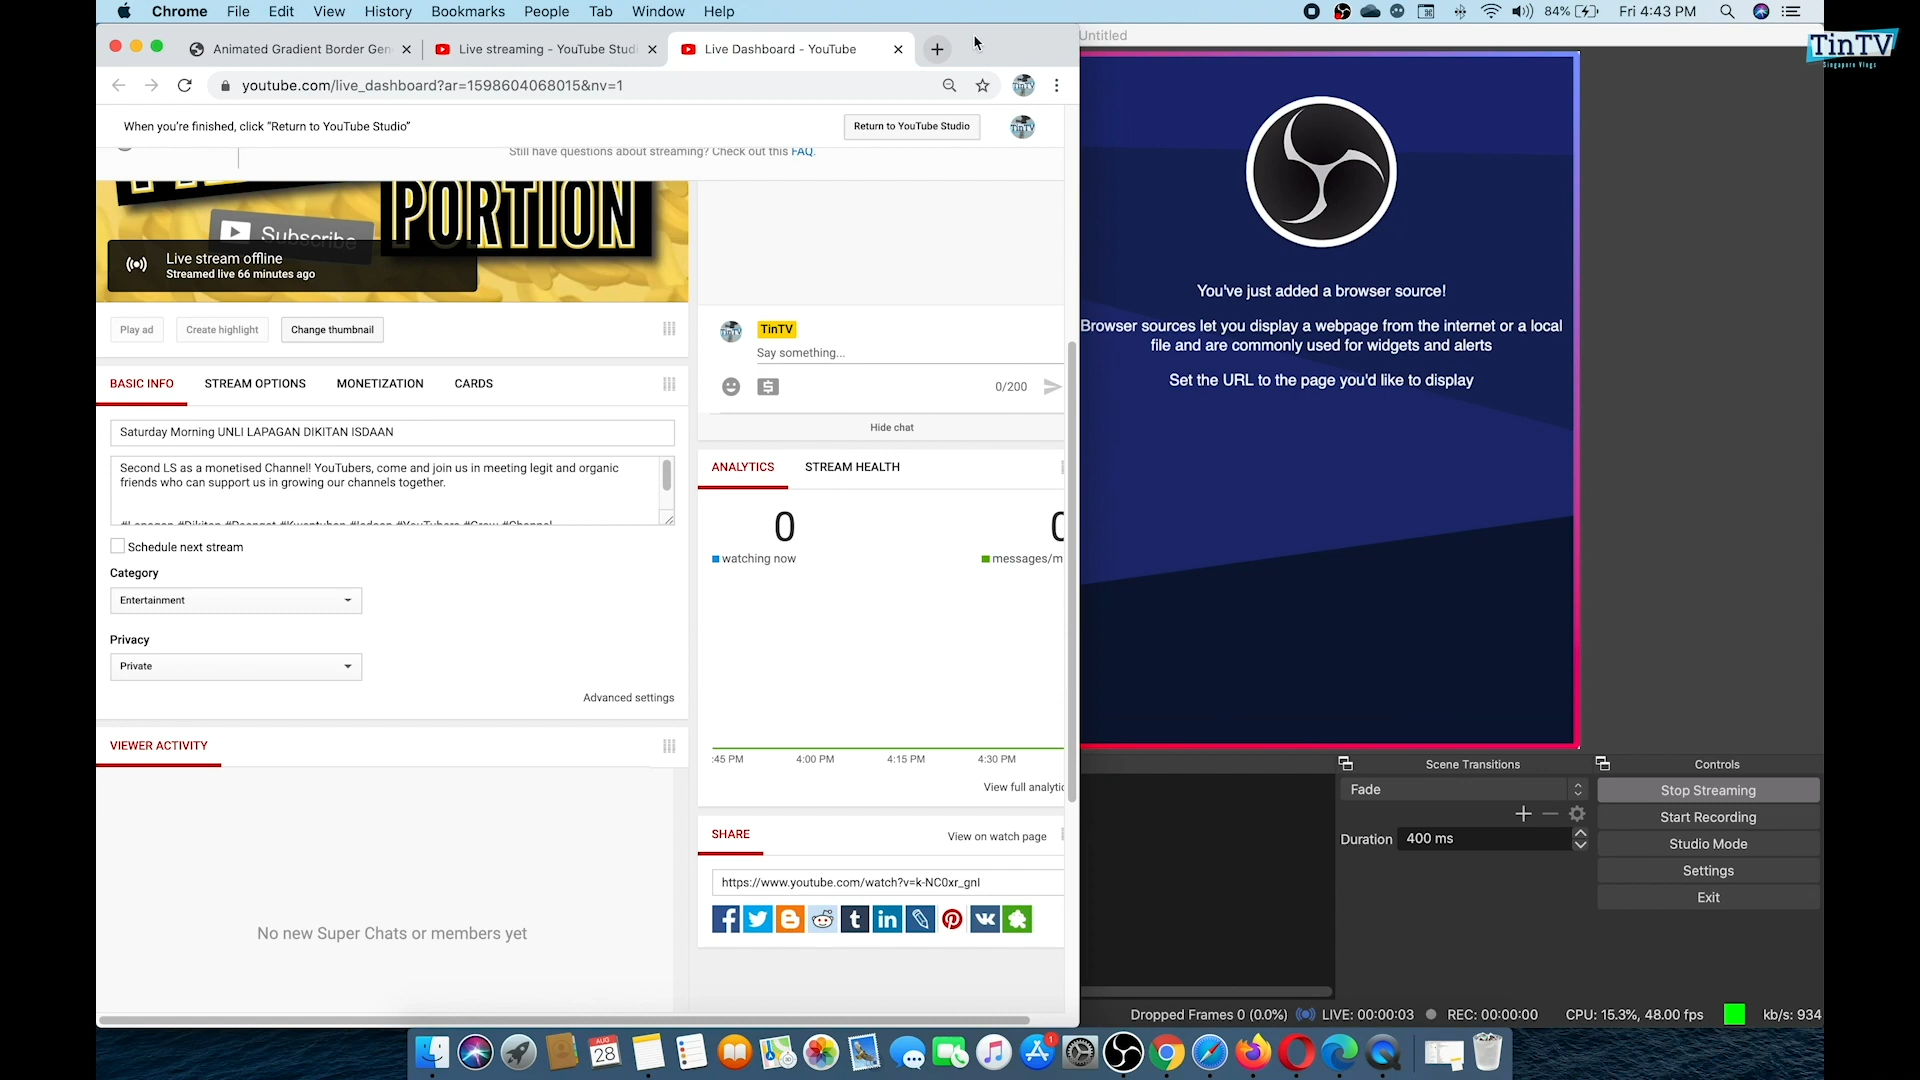 Chrome File Edit View History Bookmarks People Tab Window Help
84% Fri 4:43 PM
TinTV
Singapore Vlogs
Animated Gradient Border Gen
Live streaming - YouTube Studi
Live Dashboard - YouTube
Untitled
youtube.com/live_dashboard?ar=1598604068015&nv=1
When you're finished, click "Return to YouTube Studio"
Return to YouTube Studio
Still have questions about streaming? Check out this FAQ.
PORTION
Subscribe
Live stream offline
Streamed live 66 minutes ago
Play ad
Create highlight
Change thumbnail
BASIC INFO
STREAM OPTIONS
MONETIZATION
CARDS
Saturday Morning UNLI LAPAGAN DIKITAN ISDAAN
Second LS as a monetised Channel! YouTubers, come and join us in meeting legit and organic
friends who can support us in growing our channels together.
Schedule next stream
Category
Entertainment
Privacy
Private
Advanced settings
VIEWER ACTIVITY
No new Super Chats or members yet
TinTV
Say something...
0/200
Hide chat
ANALYTICS
STREAM HEALTH
0
watching now
messages/m
:45 PM
4:00 PM
4:15 PM
4:30 PM
View full analytic
SHARE
View on watch page
https://www.youtube.com/watch?v=k-NC0xr_gnI
You've just added a browser source!
Browser sources let you display a webpage from the internet or a local
file and are commonly used for widgets and alerts
Set the URL to the page you'd like to display
Scene Transitions
Fade
Duration 400 ms
Controls
Stop Streaming
Start Recording
Studio Mode
Settings
Exit
Dropped Frames 0 (0.0%) LIVE: 00:00:03 REC: 00:00:00 CPU: 15.3%, 48.00 fps kb/s: 934
AUG
28
1